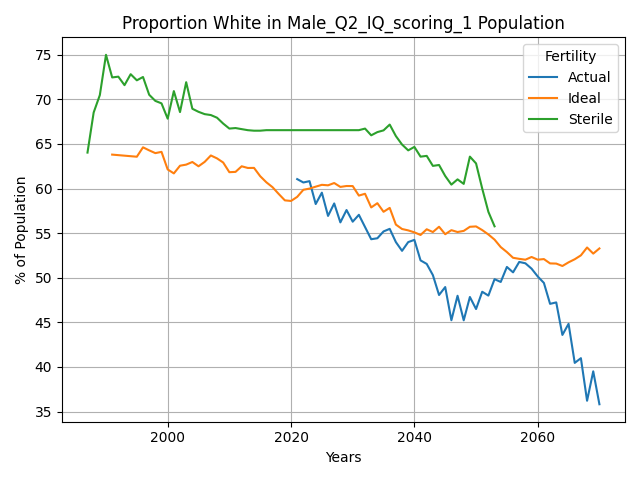 Proportion White in Male_Q2_IQ_scoring_1 Population
Fertility
Actual
Ideal
Sterile
% of Population
75
70
65
60
55
50
45
40
35
2000
2020
2040
2060
Years